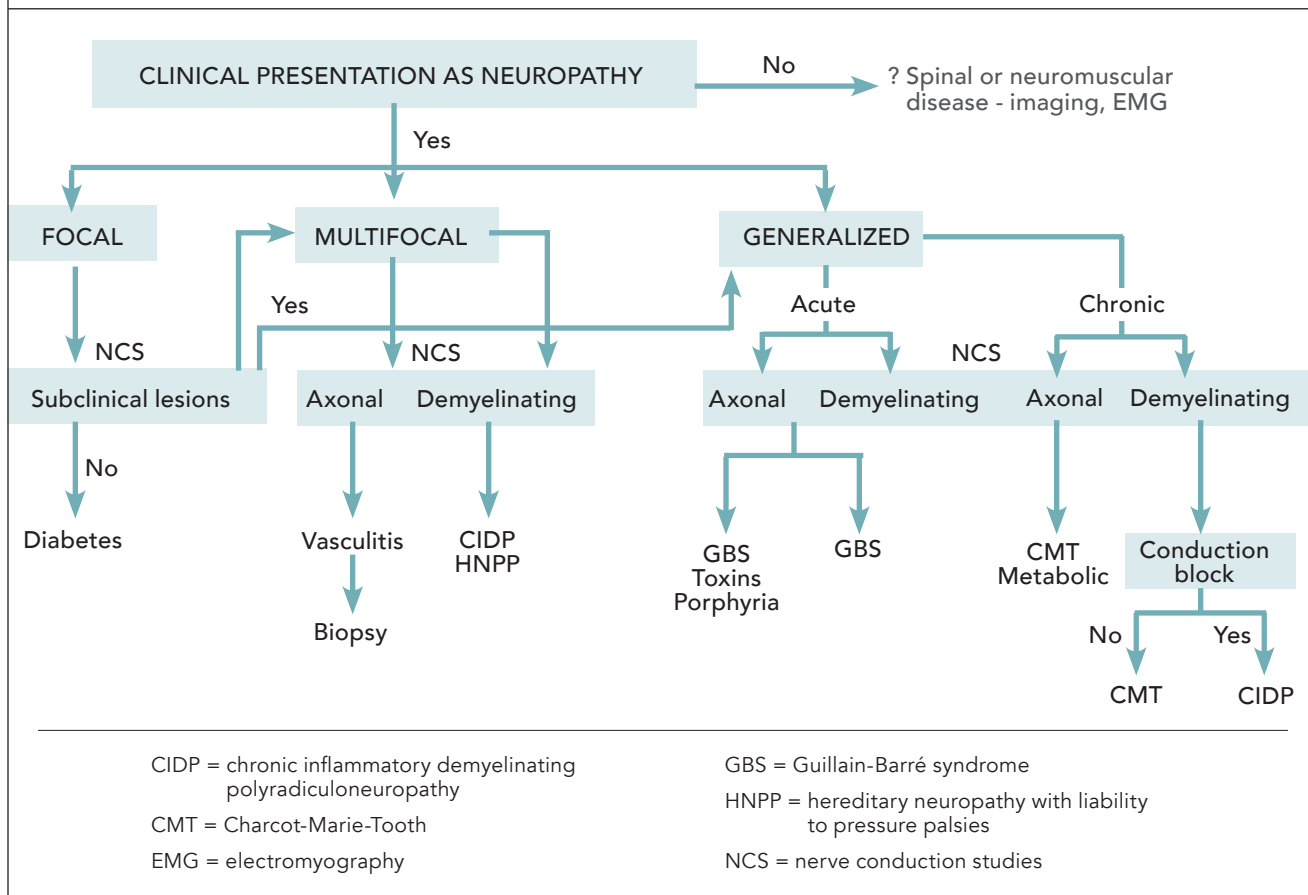 CLINICAL PRESENTATION AS NEUROPATHY
No
? Spinal or neuromuscular
disease - imaging, EMG
Yes
FOCAL
MULTIFOCAL
GENERALIZED
Yes
Acute
Chronic
NCS
NCS
NCS
Subclinical lesions
Axonal
Demyelinating
Axonal
Demyelinating
Axonal
Demyelinating
No
Diabetes
Vasculitis
CIDP
HNPP
GBS
Toxins
Porphyria
GBS
CMT
Metabolic
Conduction
block
Biopsy
No
Yes
CMT
CIDP
CIDP = chronic inflammatory demyelinating
polyradiculoneuropathy
CMT = Charcot-Marie-Tooth
EMG = electromyography
GBS = Guillain-Barré syndrome
HNPP = hereditary neuropathy with liability
to pressure palsies
NCS = nerve conduction studies